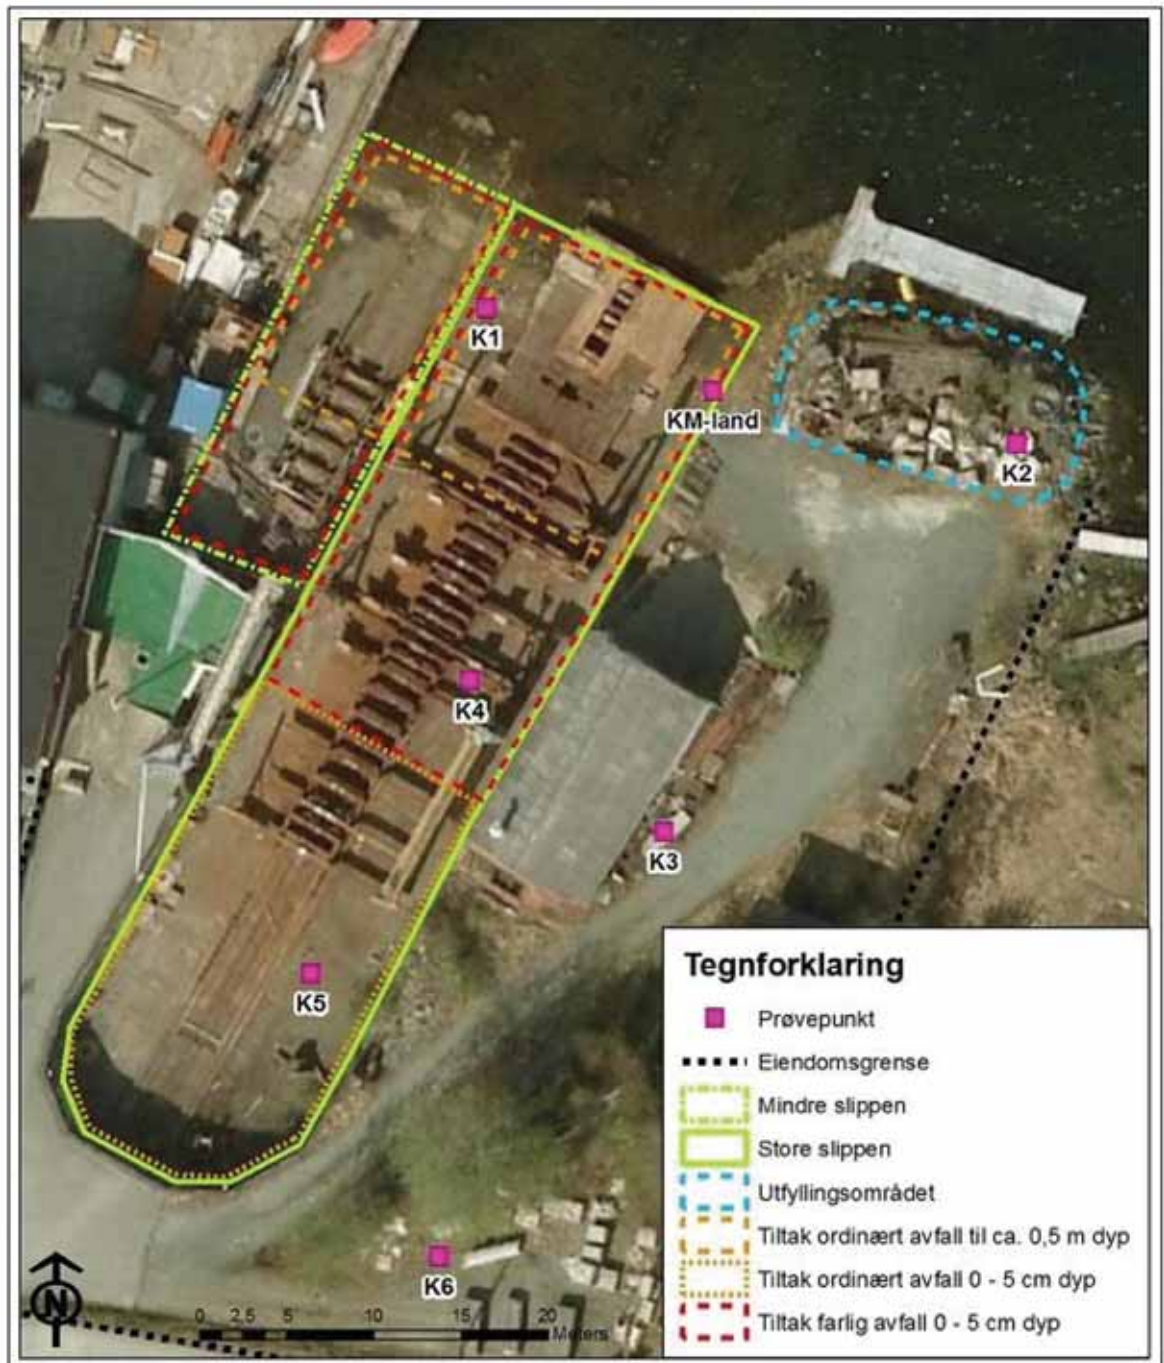 K1
KM-land
K2
K4
K3
K5
K6
N
0 2,5 5 10 15 20
Meters
Tegnforklaring
Prøvepunkt
Eiendomsgrense
Mindre slippen
Store slippen
Utfyllingsområdet
Tiltak ordinært avfall til ca. 0,5 m dyp
Tiltak ordinært avfall 0 - 5 cm dyp
Tiltak farlig avfall 0 - 5 cm dyp